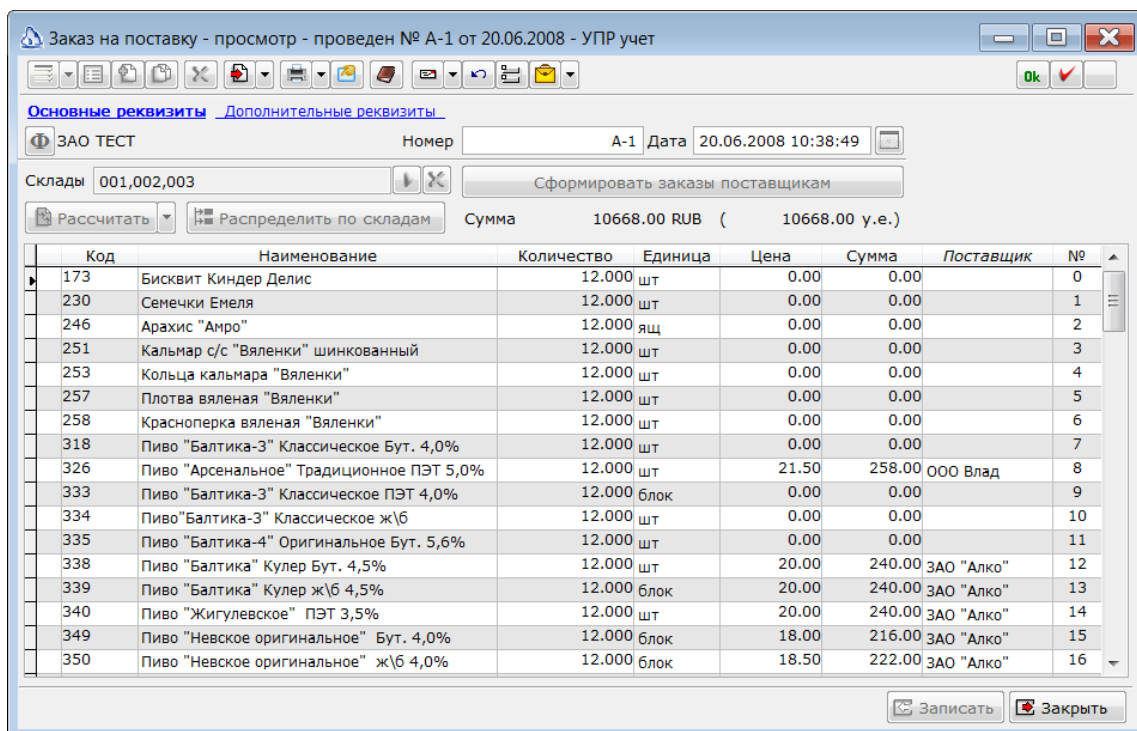 Заказ на поставку - просмотр - проведен № А-1 от 20.06.2008 - УПР учет
Ok
Основные реквизиты Дополнительные реквизиты
Ф ЗАО ТЕСТ Номер А-1 Дата 20.06.2008 10:38:49
Склады 001,002,003 Сформировать заказы поставщикам
Рассчитать Распределить по складам Сумма 10668.00 RUB ( 10668.00 у.е.)
Код Наименование Количество Единица Цена Сумма Поставщик №
173 Бисквит Киндер Делис 12.000 шт 0.00 0.00 0
230 Семечки Емеля 12.000 шт 0.00 0.00 1
246 Арахис "Амро" 12.000 ящ 0.00 0.00 2
251 Кальмар с/с "Вяленки" шинкованный 12.000 шт 0.00 0.00 3
253 Кольца кальмара "Вяленки" 12.000 шт 0.00 0.00 4
257 Плотва вяленая "Вяленки" 12.000 шт 0.00 0.00 5
258 Красноперка вяленая "Вяленки" 12.000 шт 0.00 0.00 6
318 Пиво "Балтика-3" Классическое Бут. 4,0% 12.000 шт 0.00 0.00 7
326 Пиво "Арсенальное" Традиционное ПЭТ 5,0% 12.000 шт 21.50 258.00 ООО Влад 8
333 Пиво "Балтика-3" Классическое ПЭТ 4,0% 12.000 блок 0.00 0.00 9
334 Пиво"Балтика-3" Классическое ж\б 12.000 шт 0.00 0.00 10
335 Пиво "Балтика-4" Оригинальное Бут. 5,6% 12.000 шт 0.00 0.00 11
338 Пиво "Балтика" Кулер Бут. 4,5% 12.000 шт 20.00 240.00 ЗАО "Алко" 12
339 Пиво "Балтика" Кулер ж\б 4,5% 12.000 блок 20.00 240.00 ЗАО "Алко" 13
340 Пиво "Жигулевское" ПЭТ 3,5% 12.000 шт 20.00 240.00 ЗАО "Алко" 14
349 Пиво "Невское оригинальное" Бут. 4,0% 12.000 блок 18.00 216.00 ЗАО "Алко" 15
350 Пиво "Невское оригинальное" ж\б 4,0% 12.000 блок 18.50 222.00 ЗАО "Алко" 16
Записать Закрыть